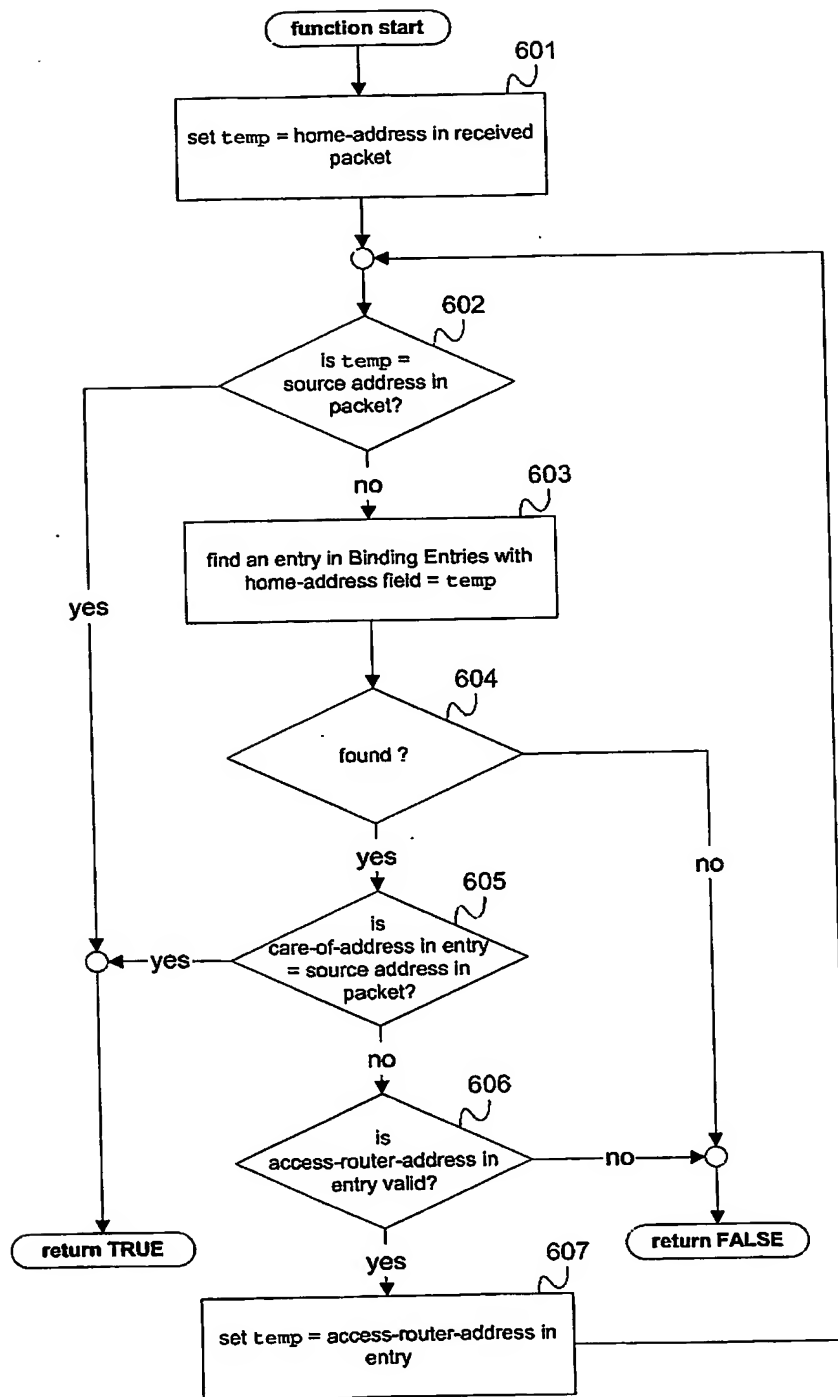 function start
601
set temp = home-address in received
packet
602
is temp =
source address in
packet?
no
603
find an entry in Binding Entries with
home-address field = temp
yes
604
found ?
yes
no
605
is
care-of-address in entry
= source address in
packet?
yes
no
606
is
access-router-address in
entry valid?
no
return TRUE
return FALSE
yes
607
set temp = access-router-address in
entry